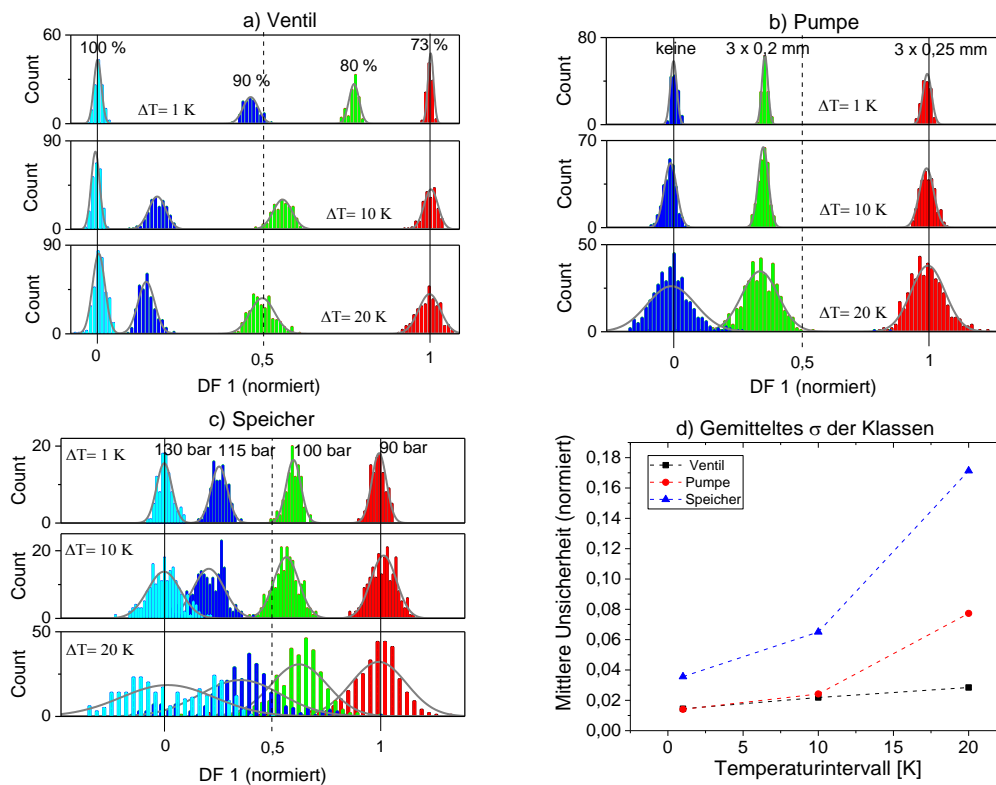 a) Ventil
60
30
0
Count
100 %
90 %
80 %
73 %
ΔT= 1 K
90
0
Count
ΔT= 10 K
90
0
Count
ΔT= 20 K
0
0,5
1
DF 1 (normiert)
b) Pumpe
80
0
Count
keine
3 x 0,2 mm
3 x 0,25 mm
ΔT= 1 K
70
0
Count
ΔT= 10 K
50
0
Count
ΔT= 20 K
0
0,5
1
DF 1 (normiert)
c) Speicher
20
0
Count
ΔT= 1 K
130 bar
115 bar
100 bar
90 bar
20
0
Count
ΔT= 10 K
50
0
Count
ΔT= 20 K
0
0,5
1
DF 1 (normiert)
d) Gemitteltes σ der Klassen
0,18
0,16
0,14
0,12
0,10
0,08
0,06
0,04
0,02
0,00
Mittlere Unsicherheit (normiert)
Ventil
Pumpe
Speicher
0
5
10
15
20
Temperaturintervall [K]